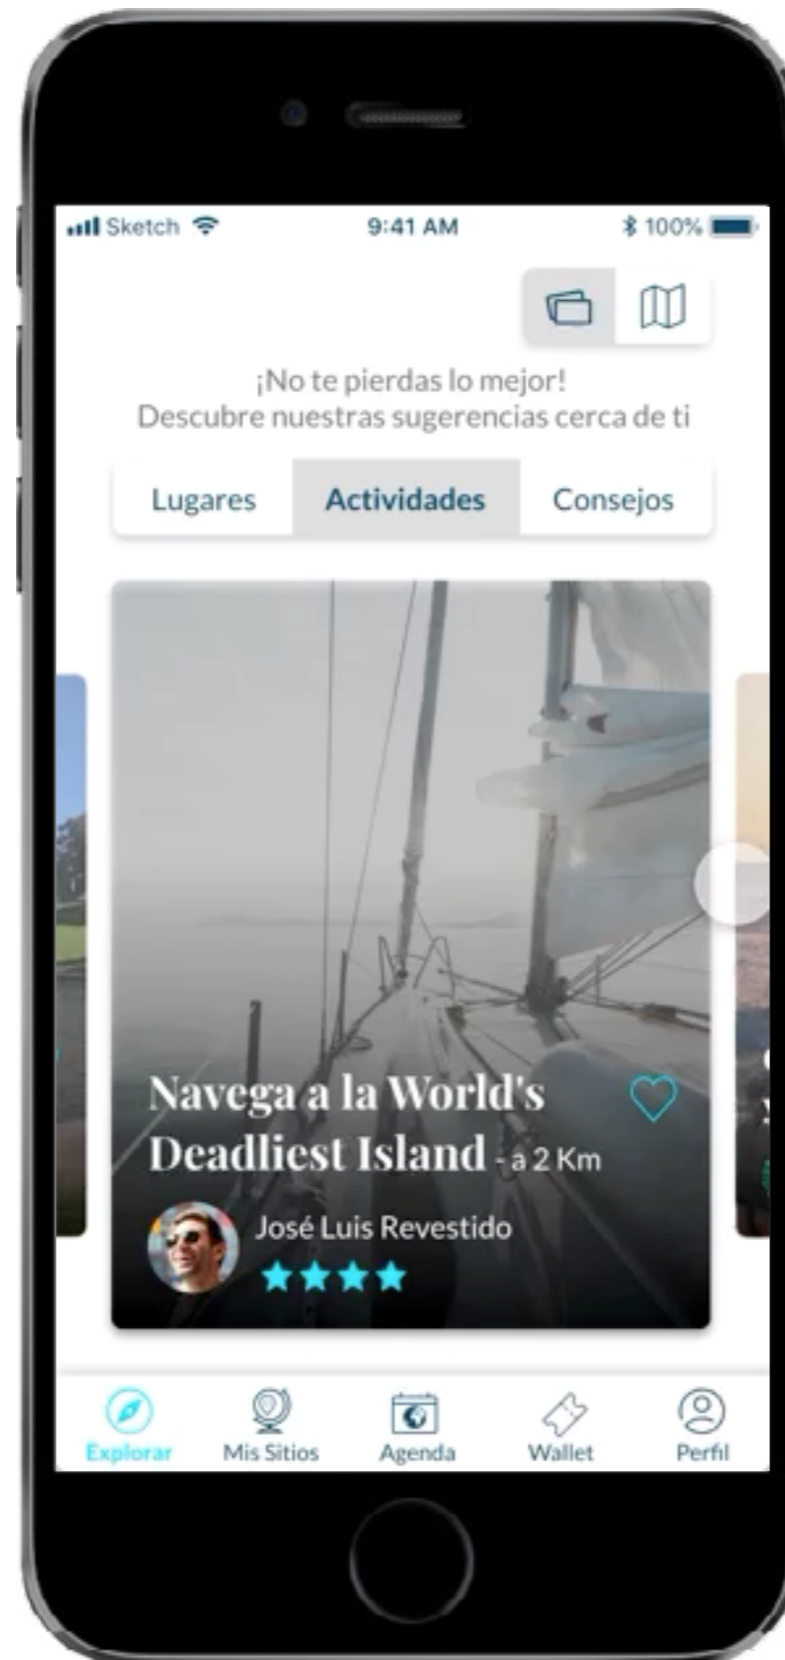 Sketch 9:41 AM 100%
¡No te pierdas lo mejor!
Descubre nuestras sugerencias cerca de ti
Lugares Actividades Consejos
Navega a la World's
Deadliest Island - a 2 Km
José Luis Revestido
Explorar Mis Sitios Agenda Wallet Perfil